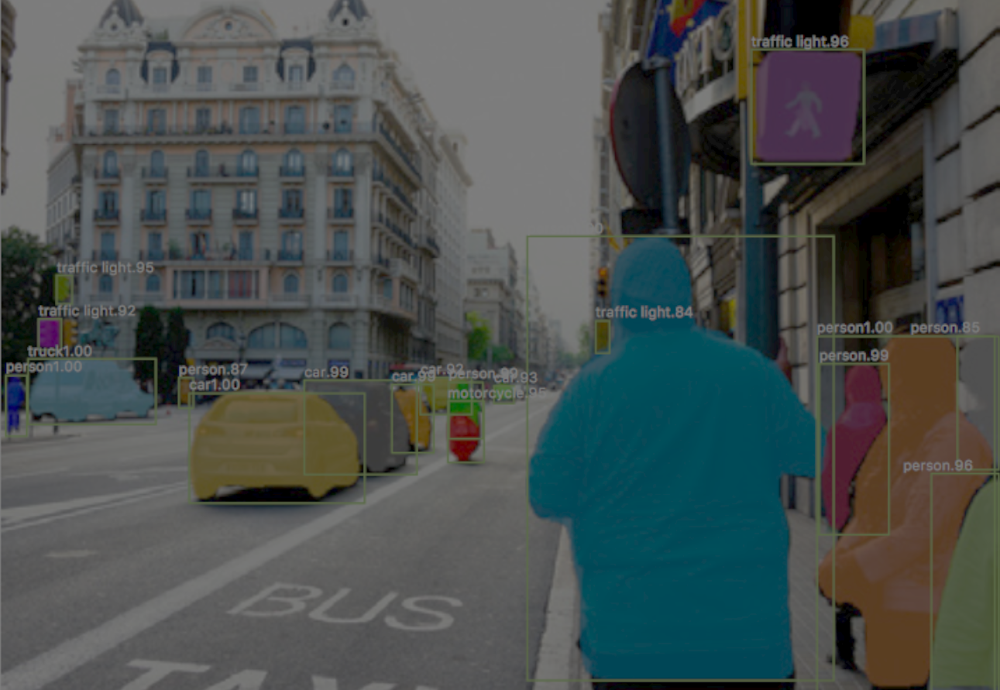 traffic light.96
traffic light.95
traffic light.92
traffic light.84
person1.00 person.85
truck1.00
person.99
person1.00
person.87
car.99
car.92
person.99
car.99
car.93
car1.00
motorcycle.95
person.96
BUS
TAXI